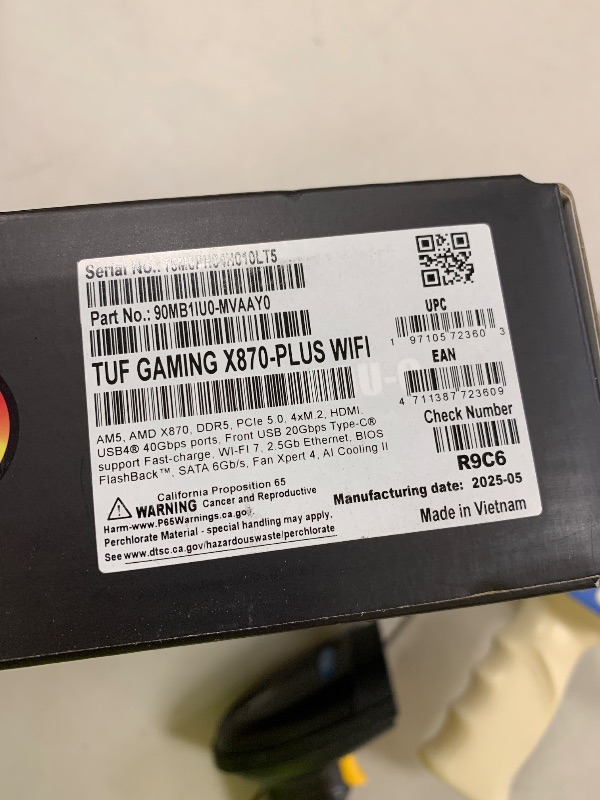 Serial No.:
Part No.: 90MB1IU0-MVAAY0
TUF GAMING X870-PLUS WIFI
AM5, AMD X870, DDR5, PCIe 5.0, 4xM.2, HDMI,
USB4® 40Gbps ports, Front USB 20Gbps Type-C®
support Fast-charge, WI-FI 7, 2.5Gb Ethernet, BIOS
FlashBack™, SATA 6Gb/s, Fan Xpert 4, AI Cooling II
California Proposition 65
WARNING Cancer and Reproductive
Harm-www.P65Warnings.ca.gov
Perchlorate Material - special handling may apply.
See www.dtsc.ca.gov/hazardouswaste/perchlorate
UPC
1 97105 72360 3
EAN
4 711387 723609
Check Number
R9C6
Manufacturing date: 2025-05
Made in Vietnam